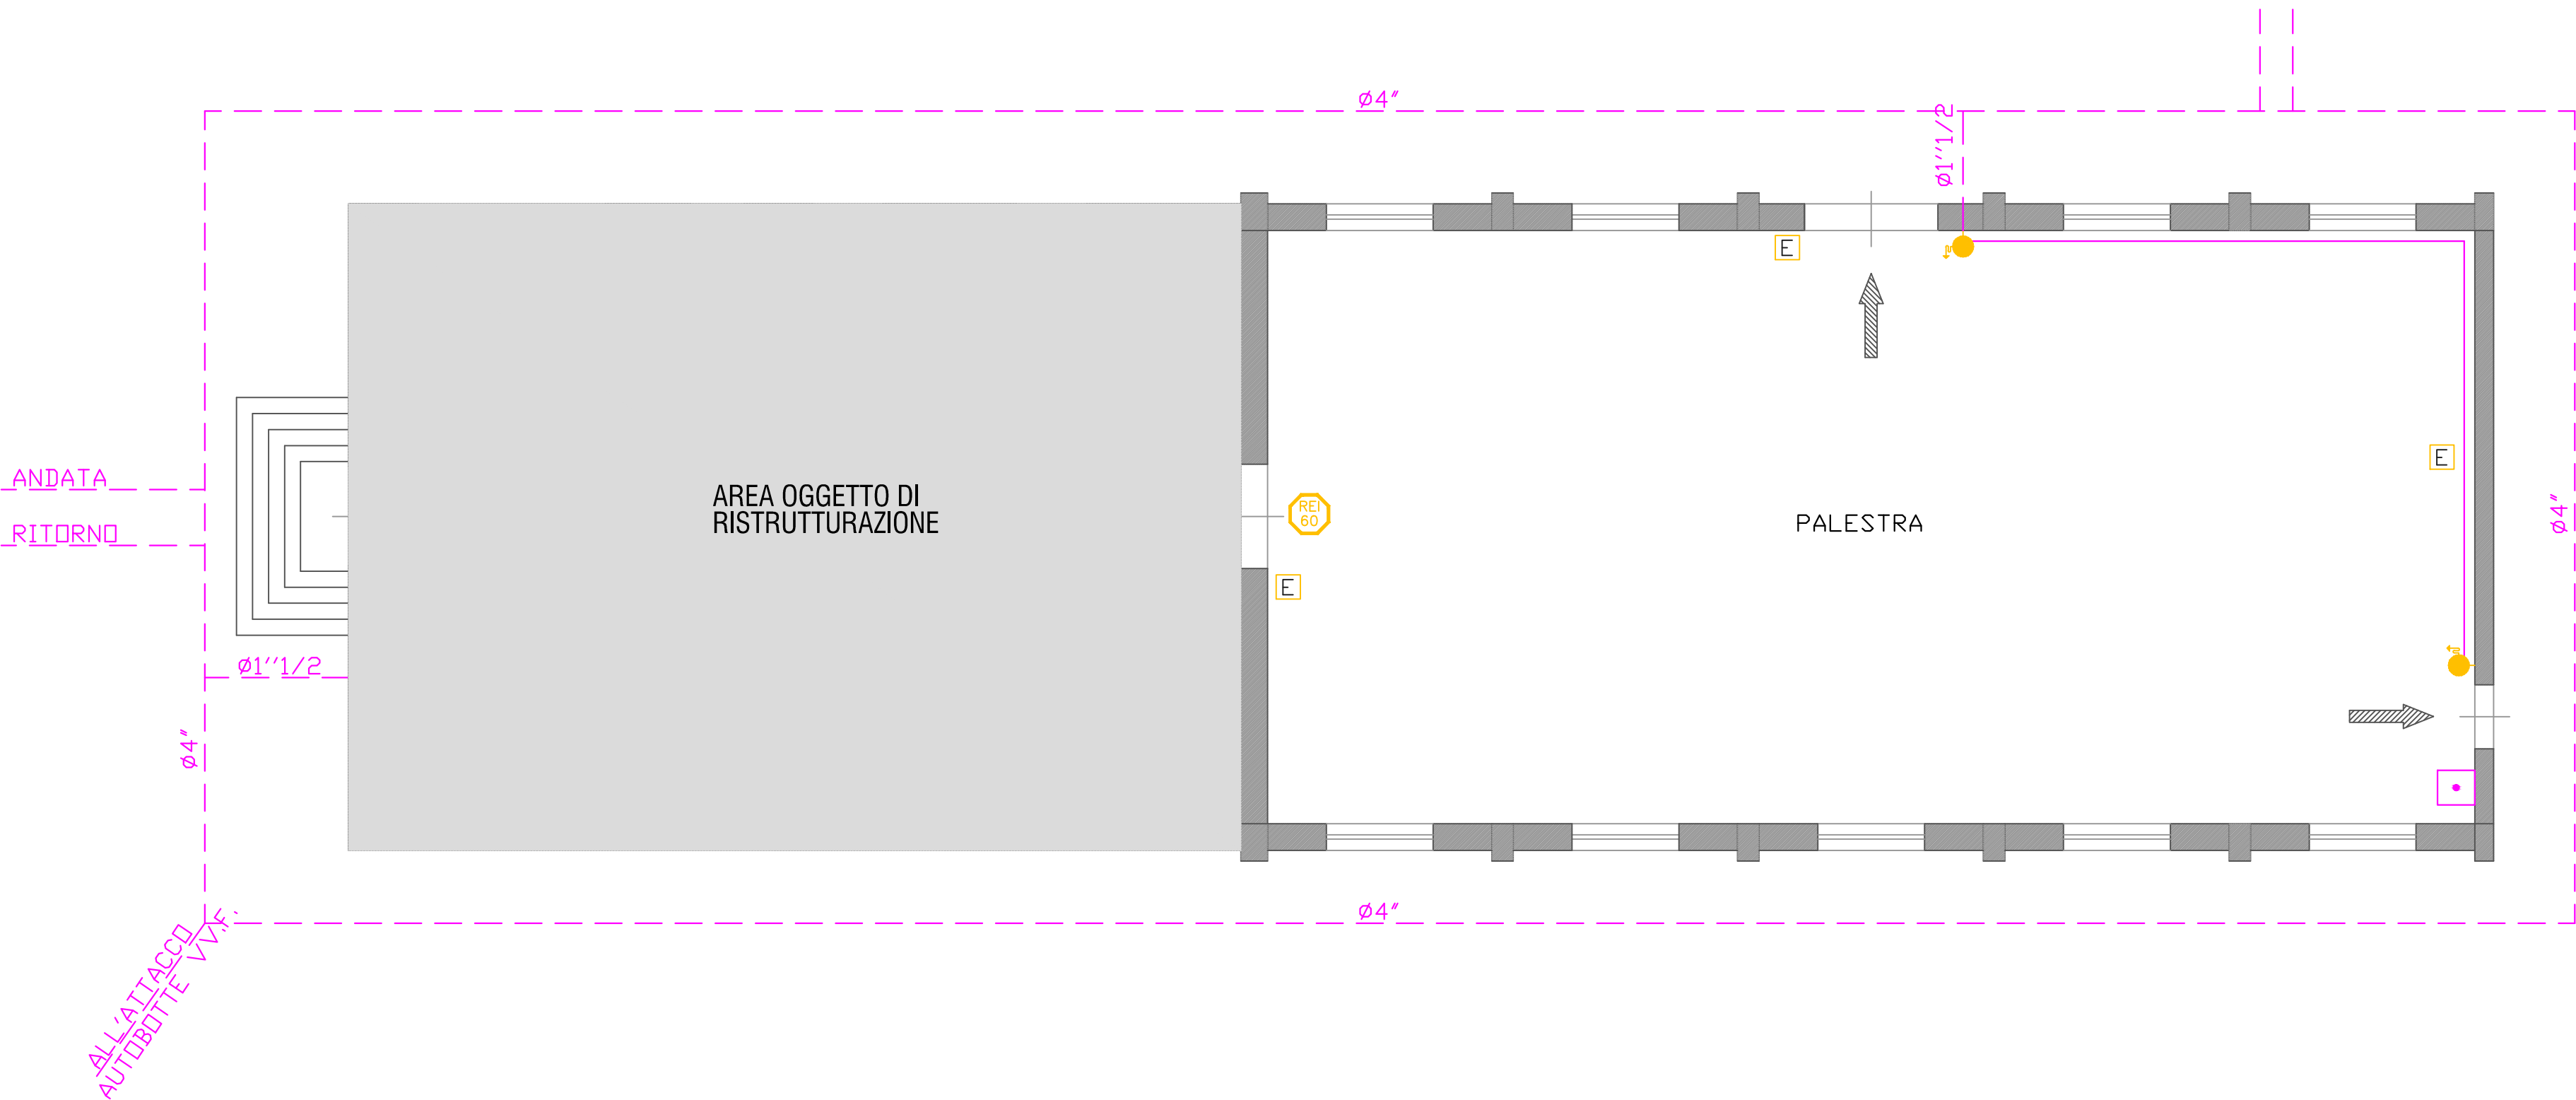 ø4"
ø1''1/2
E
E
ANDATA
RITORNO
AREA OGGETTO DI
RISTRUTTURAZIONE
REI
60
PALESTRA
ø4"
E
ø1''1/2
ø4"
ø4"
ALL'ATTACCO
AUTOBOTTE VV.F.